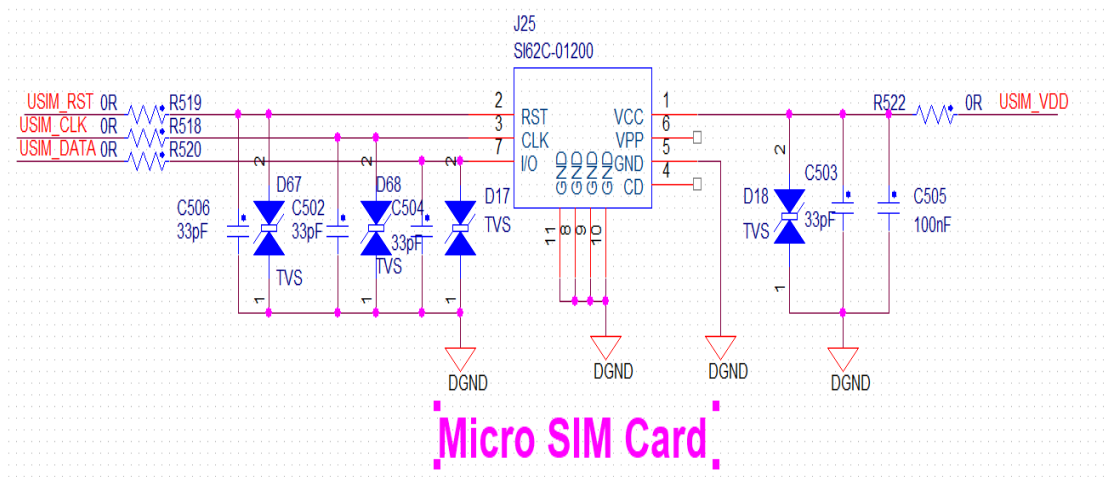 J25
SI62C-01200
USIM_RST 0R R519
USIM_CLK 0R R518
USIM_DATA 0R R520
2 RST
3 CLK
7 I/O
VCC 1
VPP 6
GND 5
CD 4
GND GND GND GND
11 8 9 10
R522 0R USIM_VDD
C506
33pF
2 D67 TVS 1
C502
33pF
2 D68 TVS 1
C504
33pF
2 D17
TVS 1
2 D18
TVS 1
C503
33pF
C505
100nF
DGND
DGND
DGND
DGND
Micro SIM Card